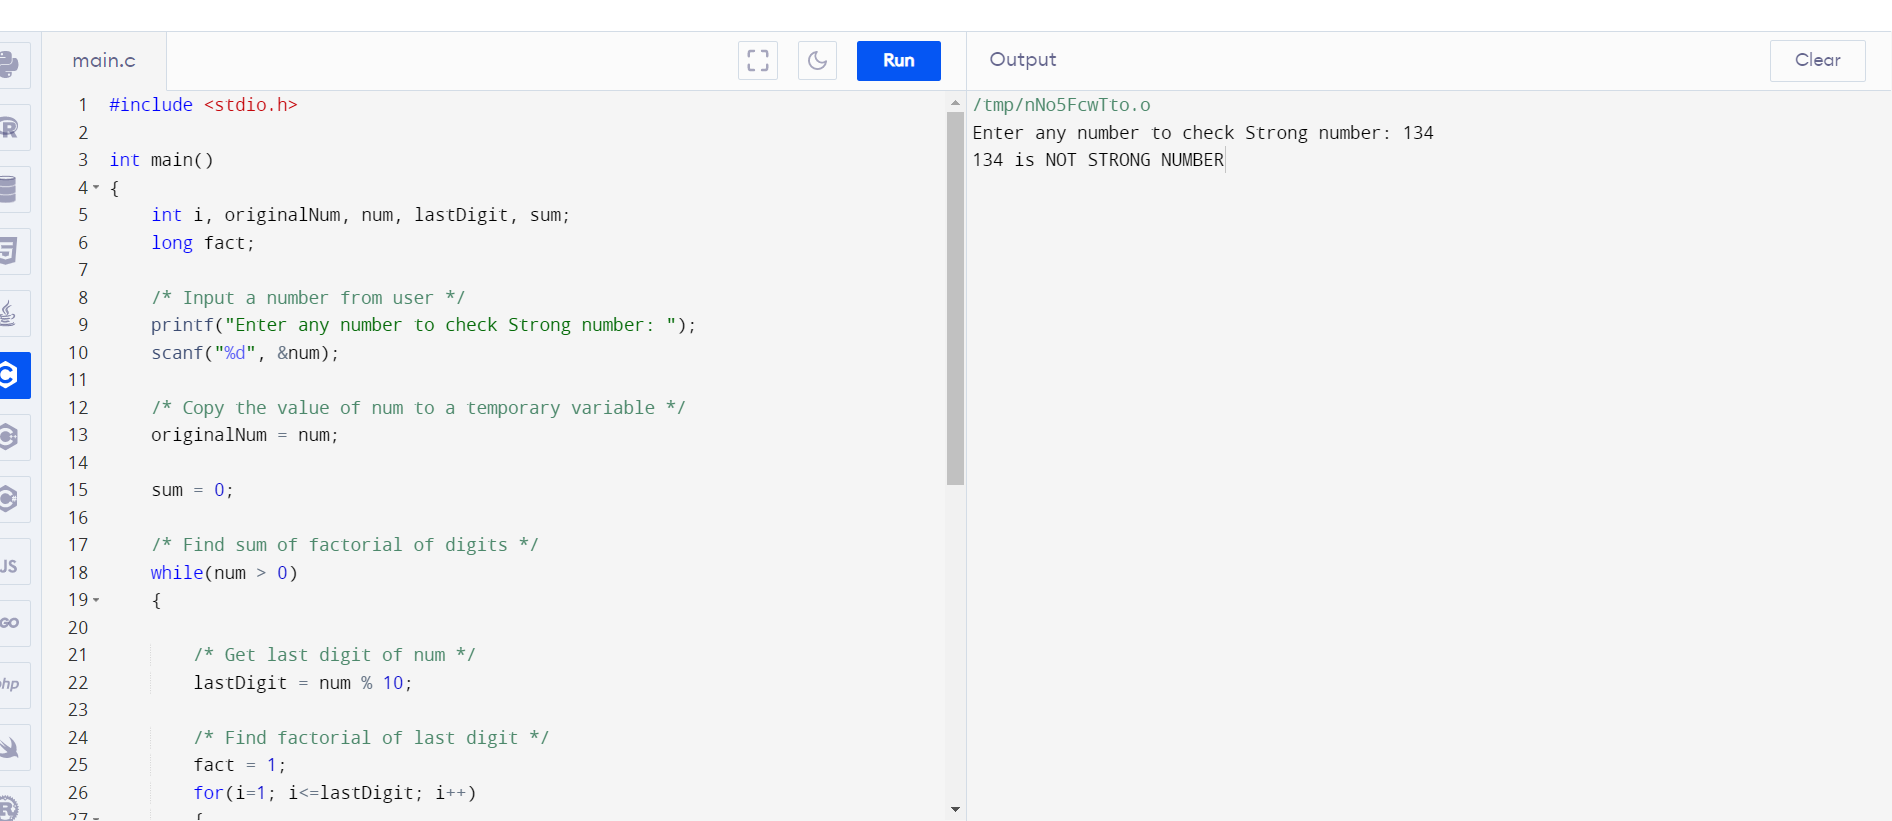 main.c
Run
1 #include <stdio.h>
2
3 int main()
4 {
5 int i, originalNum, num, lastDigit, sum;
6 long fact;
7
8 /* Input a number from user */
9 printf("Enter any number to check Strong number: ");
10 scanf("%d", &num);
11
12 /* Copy the value of num to a temporary variable */
13 originalNum = num;
14
15 sum = 0;
16
17 /* Find sum of factorial of digits */
18 while(num > 0)
19 {
20
21 /* Get last digit of num */
22 lastDigit = num % 10;
23
24 /* Find factorial of last digit */
25 fact = 1;
26 for(i=1; i<=lastDigit; i++)
27 {
Output
Clear
/tmp/nNo5FcwTto.o
Enter any number to check Strong number: 134
134 is NOT STRONG NUMBER
R
5
C
C
JS
GO
php
R